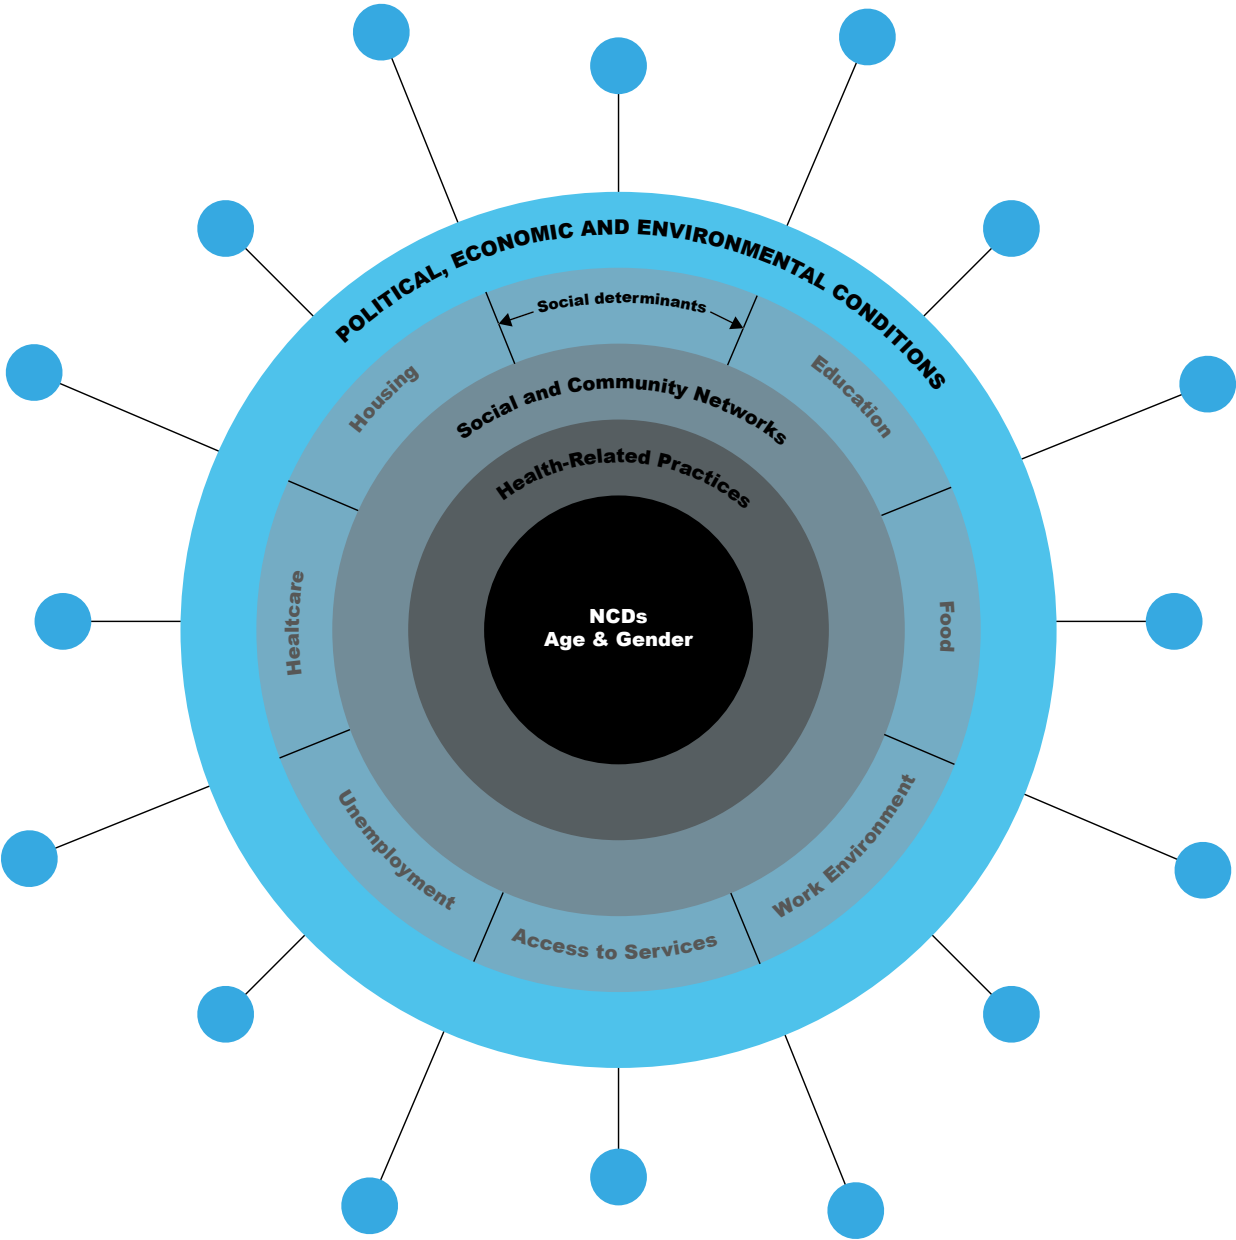 POLITICAL, ECONOMIC AND ENVIRONMENTAL CONDITIONS
Social determinants
Housing
Education
Social and Community Networks
Health-Related Practices
Healtcare
Food
NCDs
Age & Gender
Unemployment
Work Environment
Access to Services